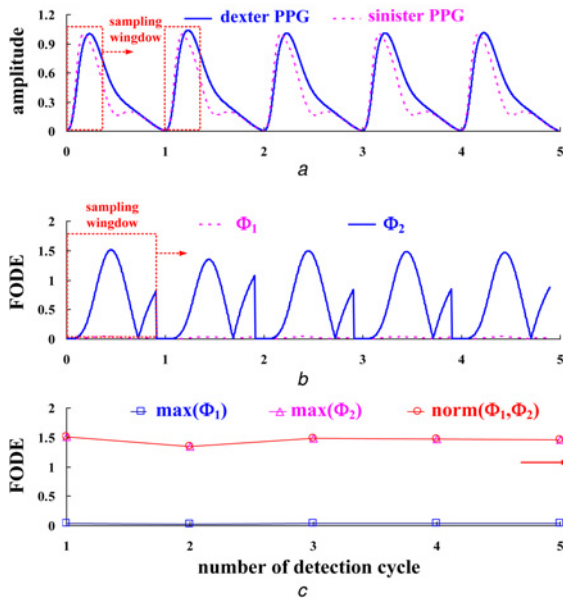 dexter PPG sinister PPG
sampling
wingdow
amplitude
1.2
0.9
0.6
0.3
0
0 1 2 3 4 5
a
sampling
wingdow
Φ1 Φ2
FODE
2
1.5
1
0.5
0
0 1 2 3 4 5
b
max(Φ1) max(Φ2) norm(Φ1,Φ2)
FODE
2
1.5
1
0.5
0
1 2 3 4 5
number of detection cycle
c